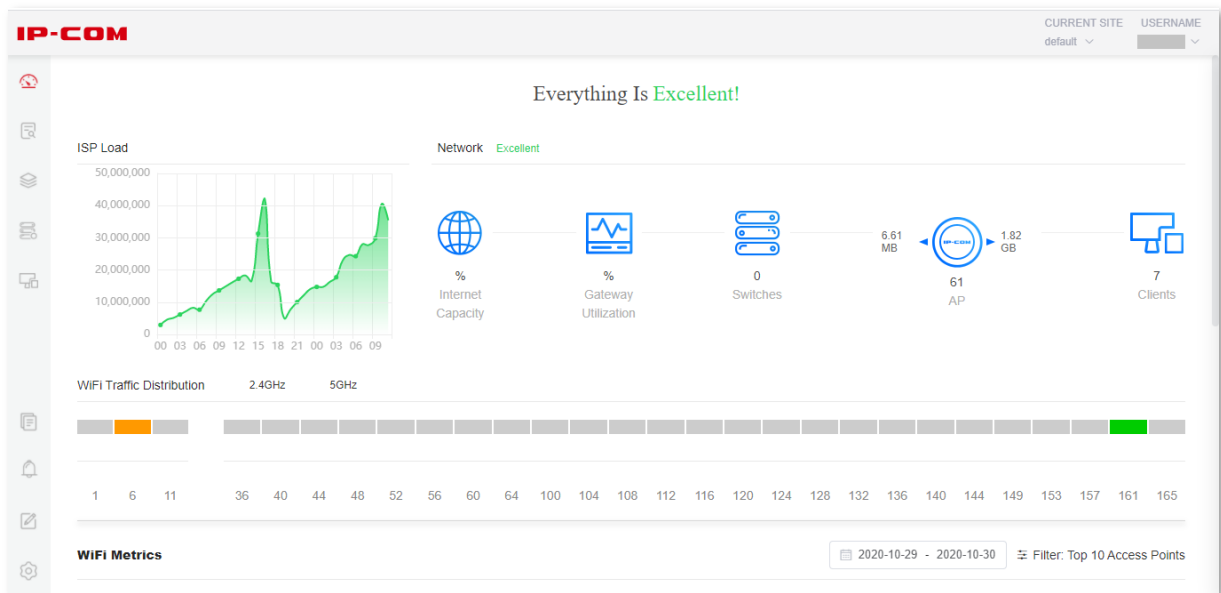 IP-COM
CURRENT SITE
USERNAME
default
Everything Is Excellent!
ISP Load
50,000,000
40,000,000
30,000,000
20,000,000
10,000,000
0
00 03 06 09 12 15 18 21 00 03 06 09
Network Excellent
%
Internet
Capacity
%
Gateway
Utilization
0
Switches
6.61
MB
IP-COM
1.82
GB
61
AP
7
Clients
WiFi Traffic Distribution 2.4GHz 5GHz
1 6 11 36 40 44 48 52 56 60 64 100 104 108 112 116 120 124 128 132 136 140 144 149 153 157 161 165
WiFi Metrics
2020-10-29 - 2020-10-30
Filter: Top 10 Access Points